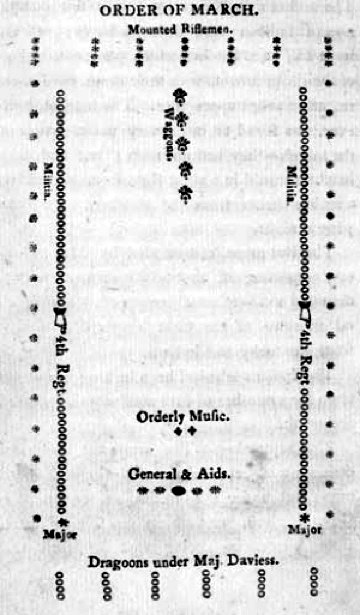 ORDER OF MARCH.
Mounted Riflemen.
Waggons.
Militia.
Militia.
4th Regt
4th Regt
Orderly Muſic.
General & Aids.
Major
Major
Dragoons under Maj. Daviess.